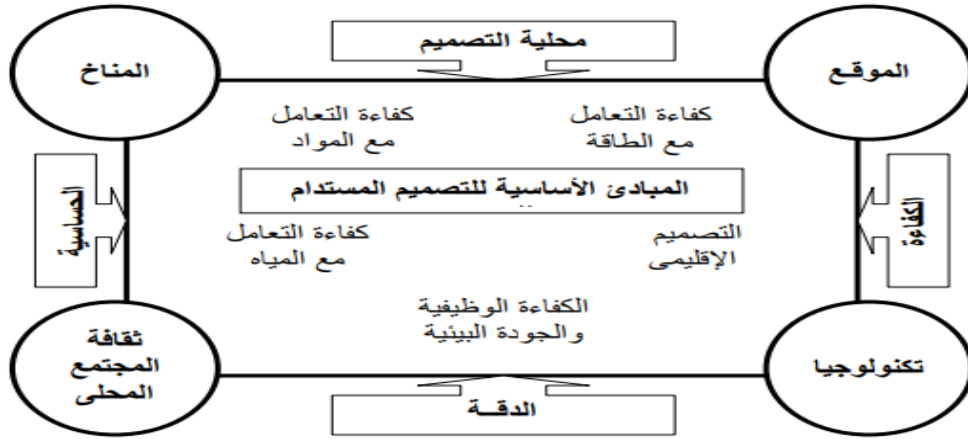 محلية التصميم
الموقـع
المناخ
كفاءة التعامل
مع الطاقة
كفاءة التعامل
مع المواد
المبادئ الأساسية للتصميم المستدام
الكفاءة
الحساسية
التصميم
الإقليمى
كفاءة التعامل
مع المياه
الكفاءة الوظيفية
والجودة البيئية
تكنولوجيا
ثقافة
المجتمع
المحلى
الدقـة